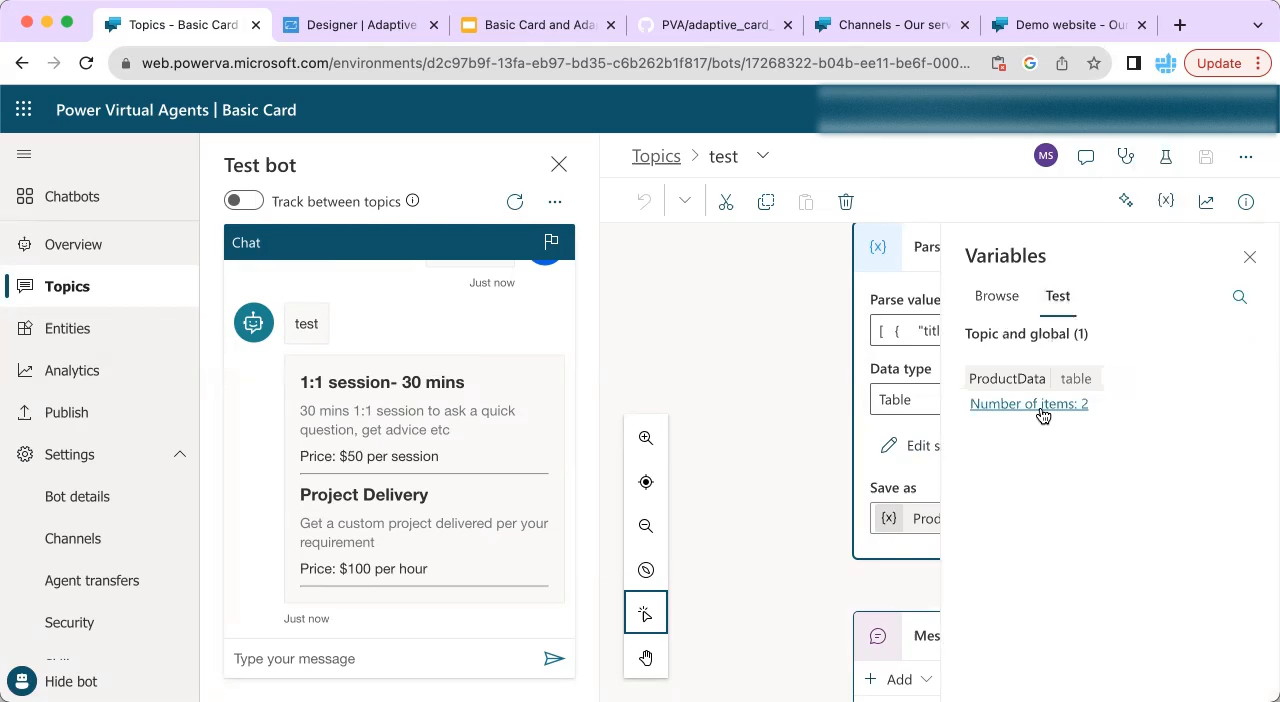 Topics - Basic Card
Designer | Adaptive
Basic Card and Ada
PVA/adaptive_card_
Channels - Our serv
Demo website - Ou
web.powerva.microsoft.com/environments/d2c97b9f-13fa-eb97-bd35-c6b262b1f817/bots/17268322-b04b-ee11-be6f-000...
Update
Power Virtual Agents | Basic Card
Chatbots
Overview
Topics
Entities
Analytics
Publish
Settings
Bot details
Channels
Agent transfers
Security
Hide bot
Test bot
Track between topics
Chat
Just now
test
1:1 session- 30 mins
30 mins 1:1 session to ask a quick
question, get advice etc
Price: $50 per session
Project Delivery
Get a custom project delivered per your
requirement
Price: $100 per hour
Just now
Type your message
Topics > test
MS
{x}
{x} Pars
Parse value
[ { "titl
Data type
Table
Edit s
Save as
{x} Prod
Mes
+ Add
Variables
Browse
Test
Topic and global (1)
ProductData table
Number of items: 2